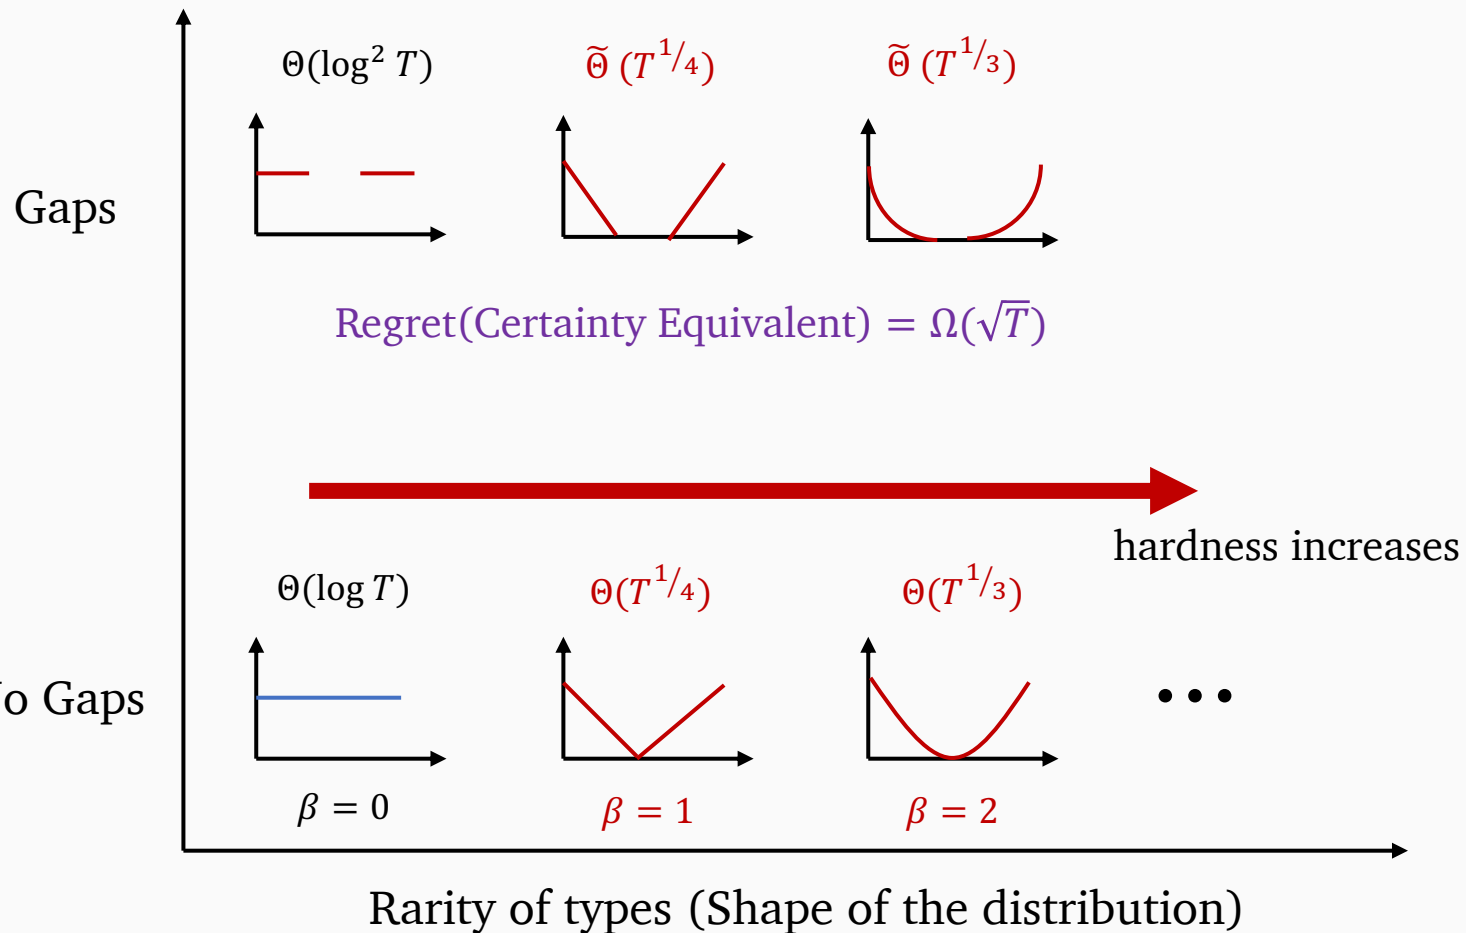 Θ(log² T)
Θ̃ (T^{1/4})
Θ̃ (T^{1/3})
Gaps
Regret(Certainty Equivalent) = Ω(√T)
hardness increases
Θ(log T)
Θ(T^{1/4})
Θ(T^{1/3})
o Gaps
•••
β = 0
β = 1
β = 2
Rarity of types (Shape of the distribution)